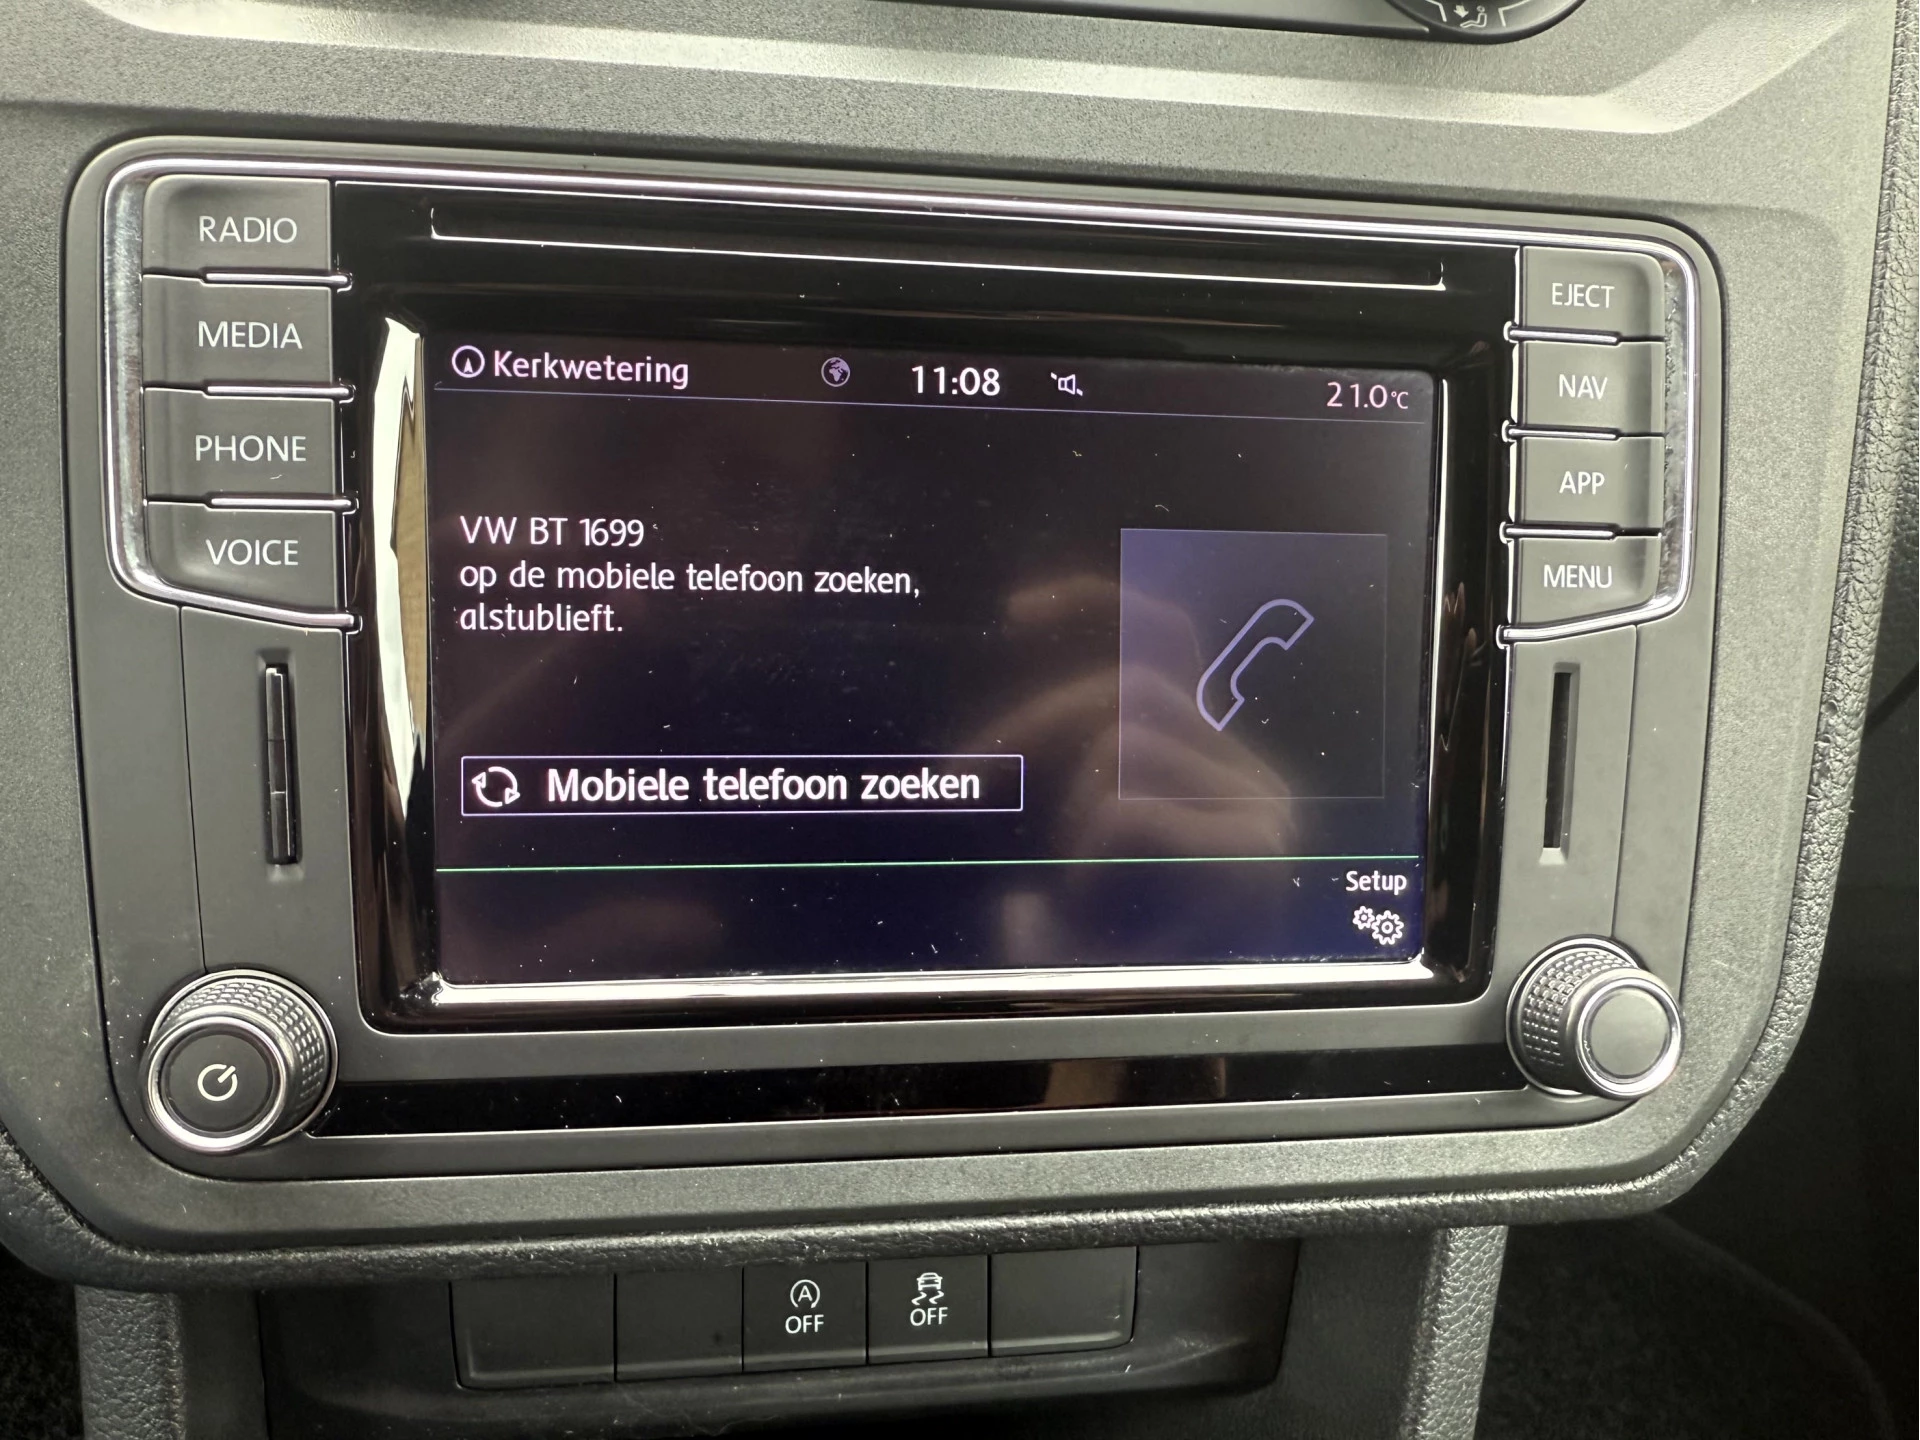 RADIO
MEDIA
PHONE
VOICE
EJECT
NAV
APP
MENU
Kerkwetering
11:08
21.0°C
VW BT 1699
op de mobiele telefoon zoeken,
alstublieft.
Mobiele telefoon zoeken
Setup
A
OFF
OFF